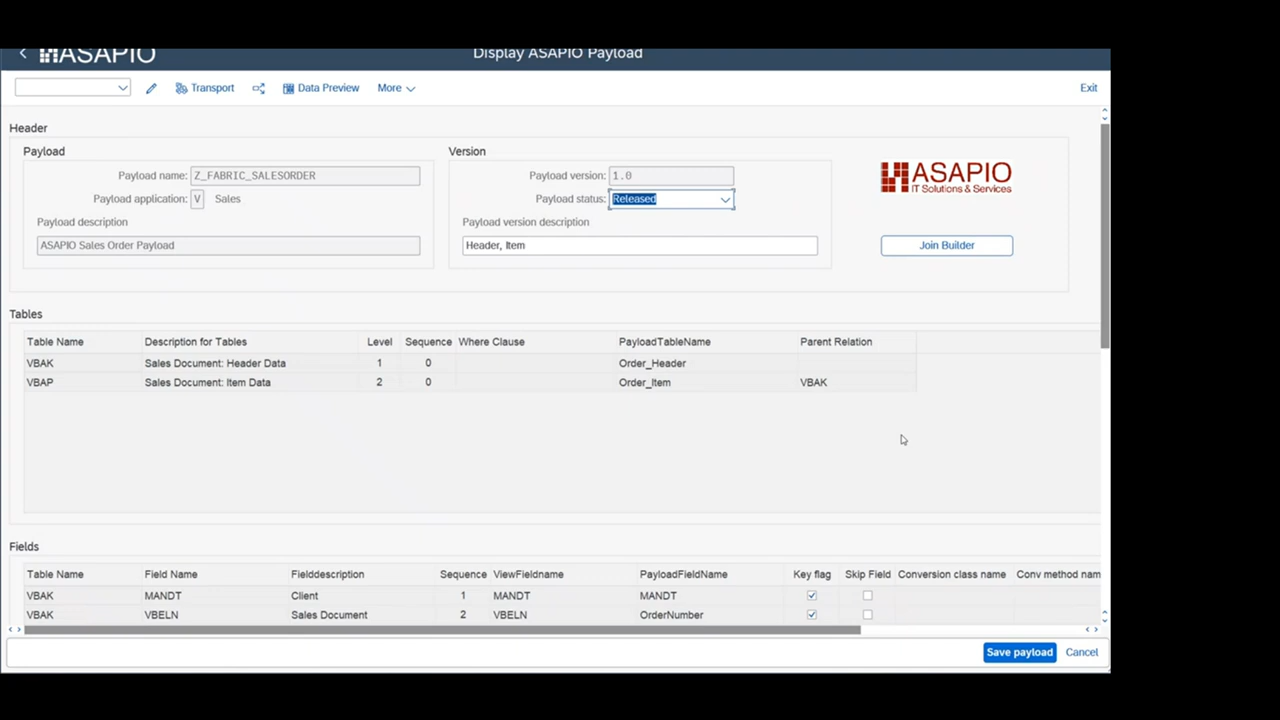 ASAPIO
Display ASAPIO Payload
Transport
Data Preview
More
Exit
Header
Payload
Version
Payload name: Z_FABRIC_SALESORDER
Payload version: 1.0
ASAPIO
IT Solutions & Services
Payload application: V Sales
Payload status: Released
Payload description
Payload version description
ASAPIO Sales Order Payload
Header, Item
Join Builder
Tables
Table Name Description for Tables Level Sequence Where Clause PayloadTableName Parent Relation
VBAK Sales Document: Header Data 1 0 Order_Header
VBAP Sales Document: Item Data 2 0 Order_Item VBAK
Fields
Table Name Field Name Fielddescription Sequence ViewFieldname PayloadFieldName Key flag Skip Field Conversion class name Conv method nam
VBAK MANDT Client 1 MANDT MANDT
VBAK VBELN Sales Document 2 VBELN OrderNumber
Save payload Cancel